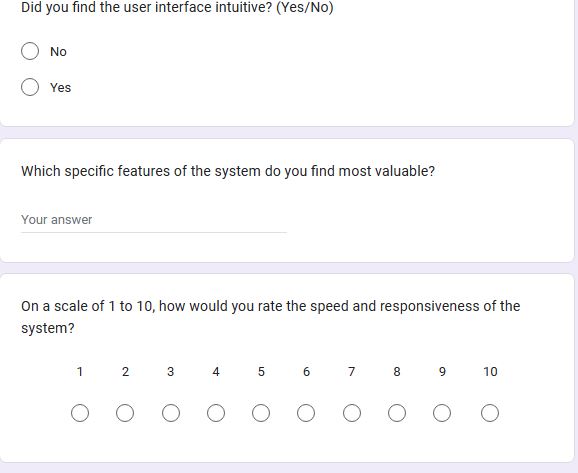 Did you find the user interface intuitive? (Yes/No)
No
Yes
Which specific features of the system do you find most valuable?
Your answer
On a scale of 1 to 10, how would you rate the speed and responsiveness of the
system?
1 2 3 4 5 6 7 8 9 10